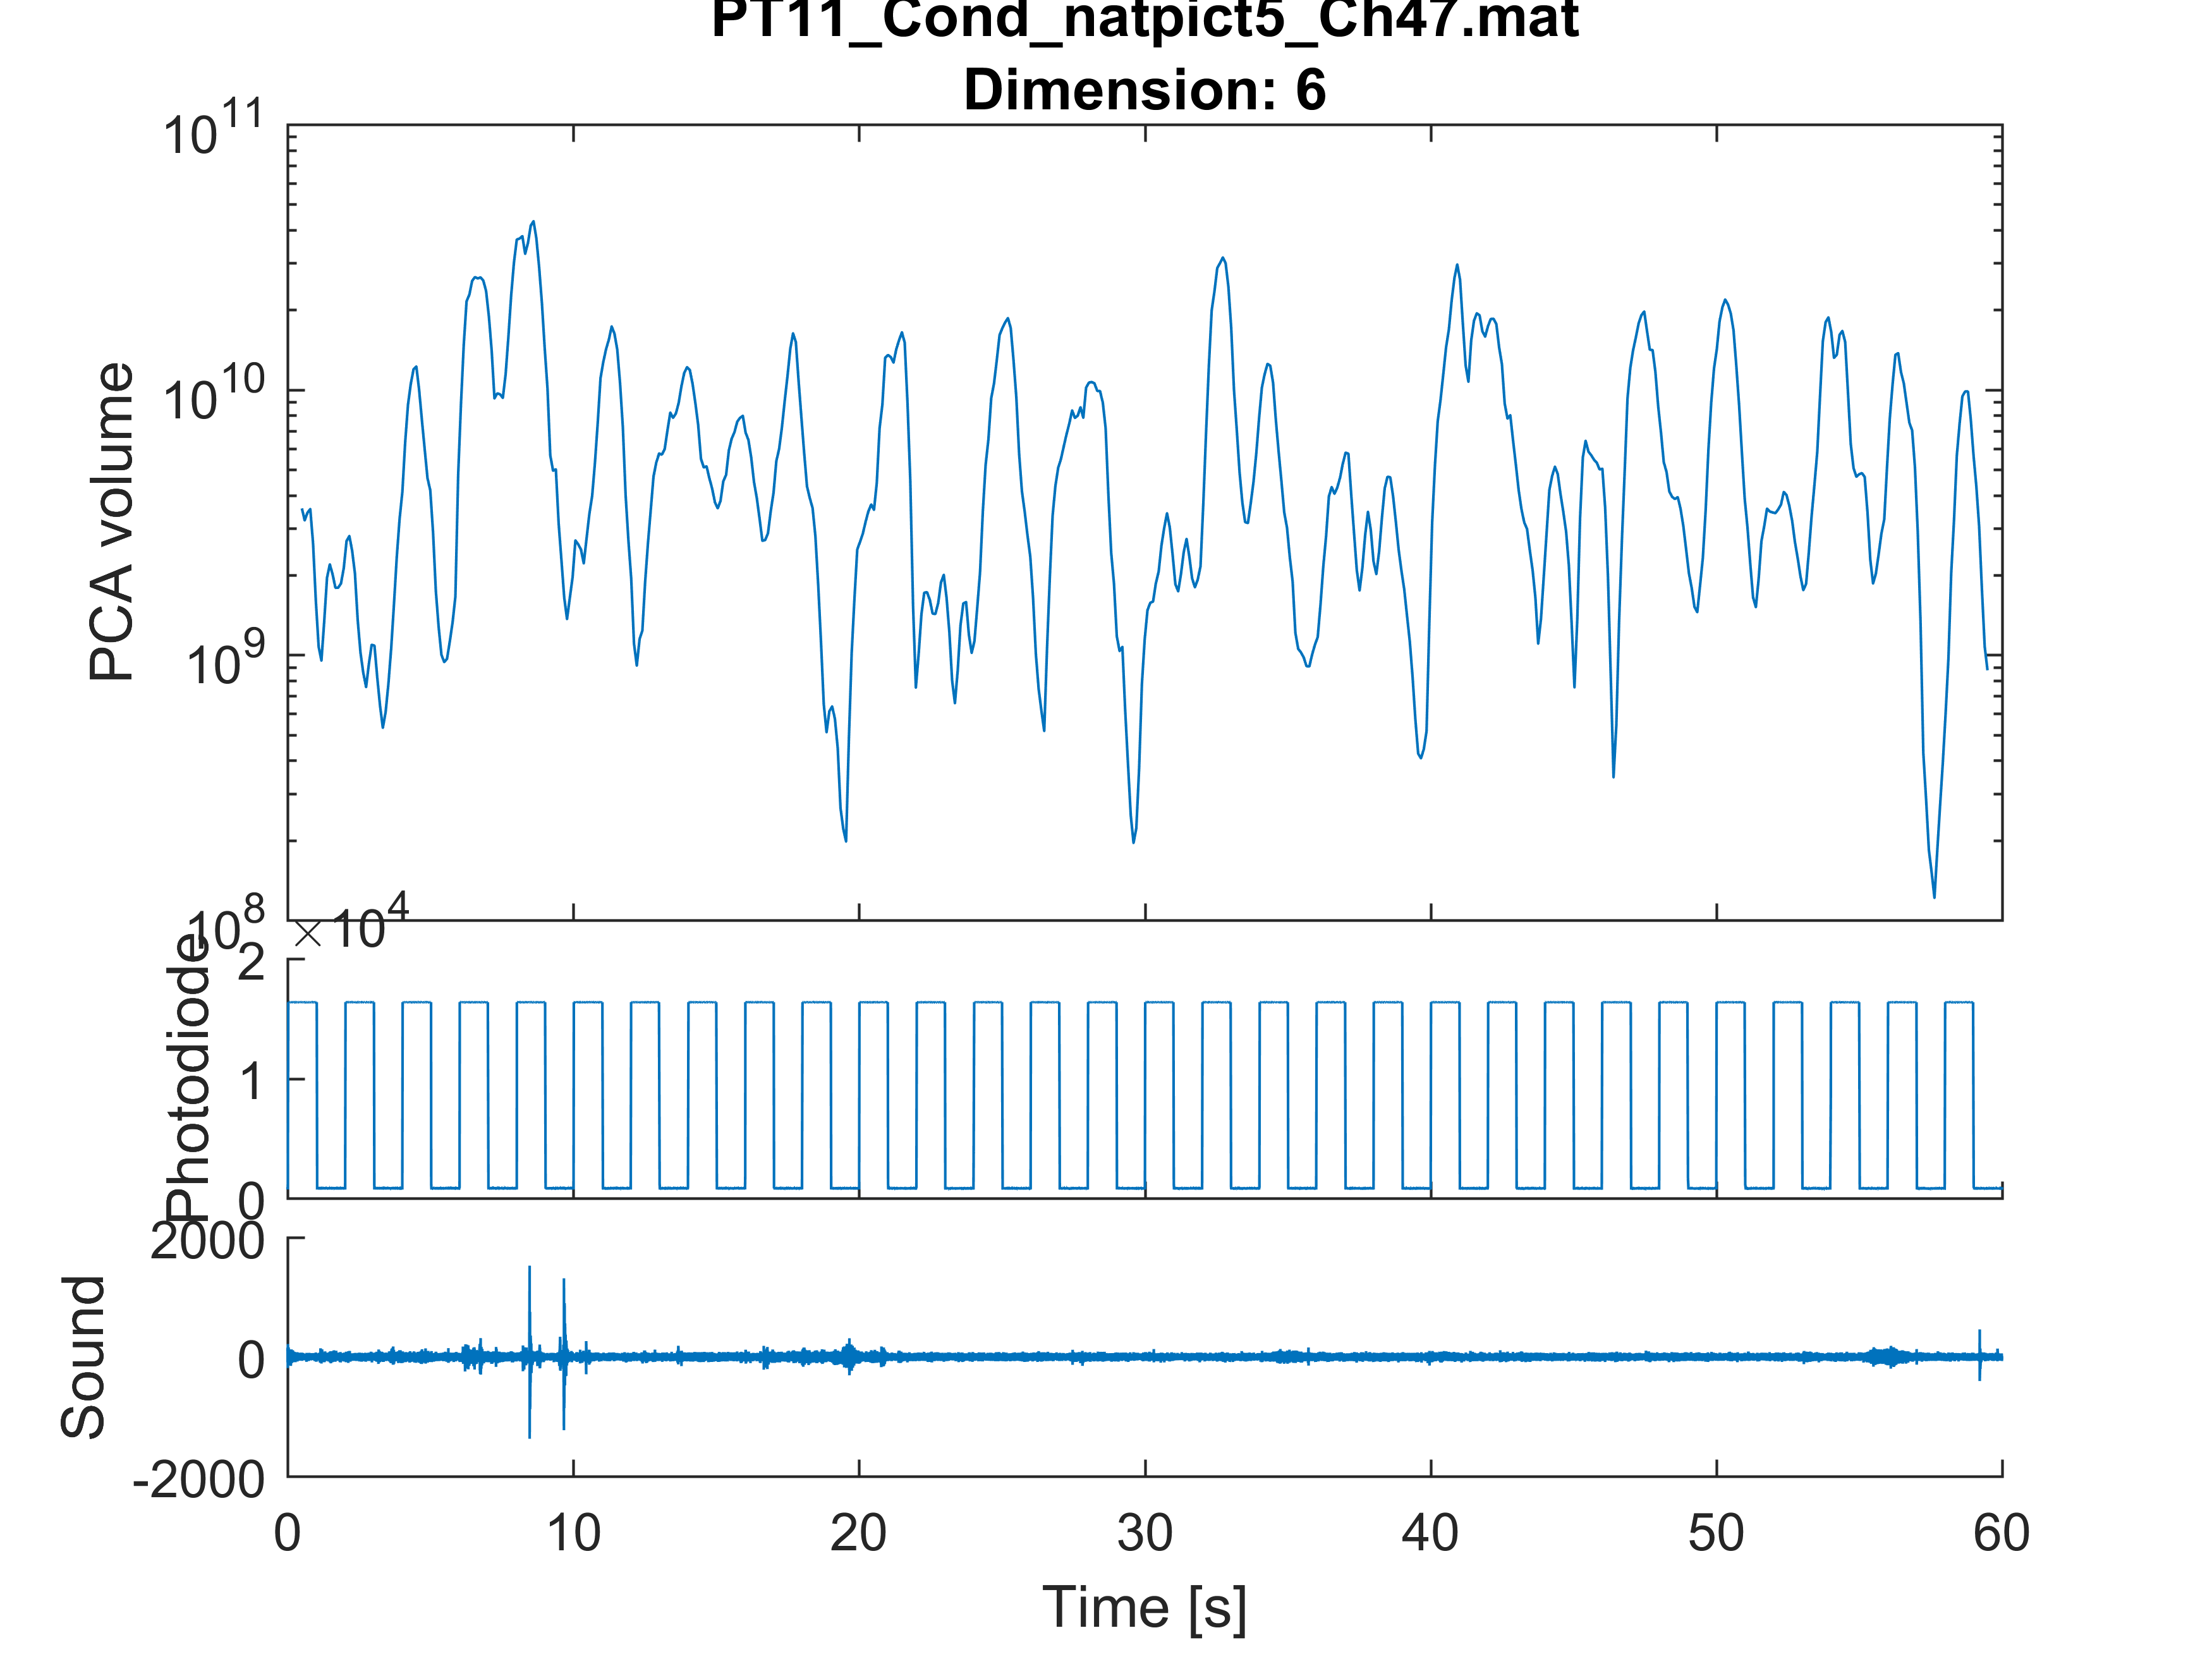 PT11_Cond_natpict5_Ch47.mat
Dimension: 6
10^11
10^10
10^9
10^8
PCA volume
× 10^4
2
1
0
Photodiode
2000
0
-2000
Sound
0 10 20 30 40 50 60
Time [s]